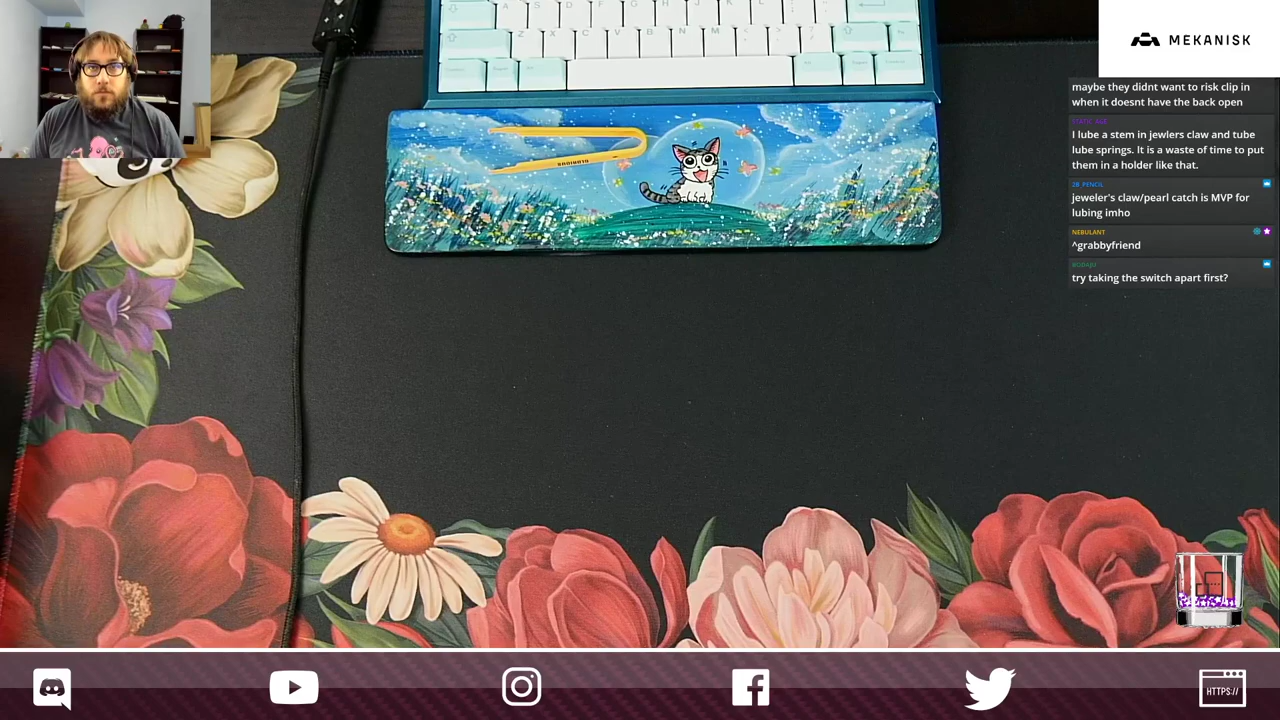 A S D F G H J K L
Z X C V B N M
MEKANISK
maybe they didnt want to risk clip in
when it doesnt have the back open
STATIC_AGE
I lube a stem in jewlers claw and tube
lube springs. It is a waste of time to put
them in a holder like that.
2B_PENCIL
jeweler's claw/pearl catch is MVP for
lubing imho
NEBULANT
^grabbyfriend
try taking the switch apart first?
HTTPS://